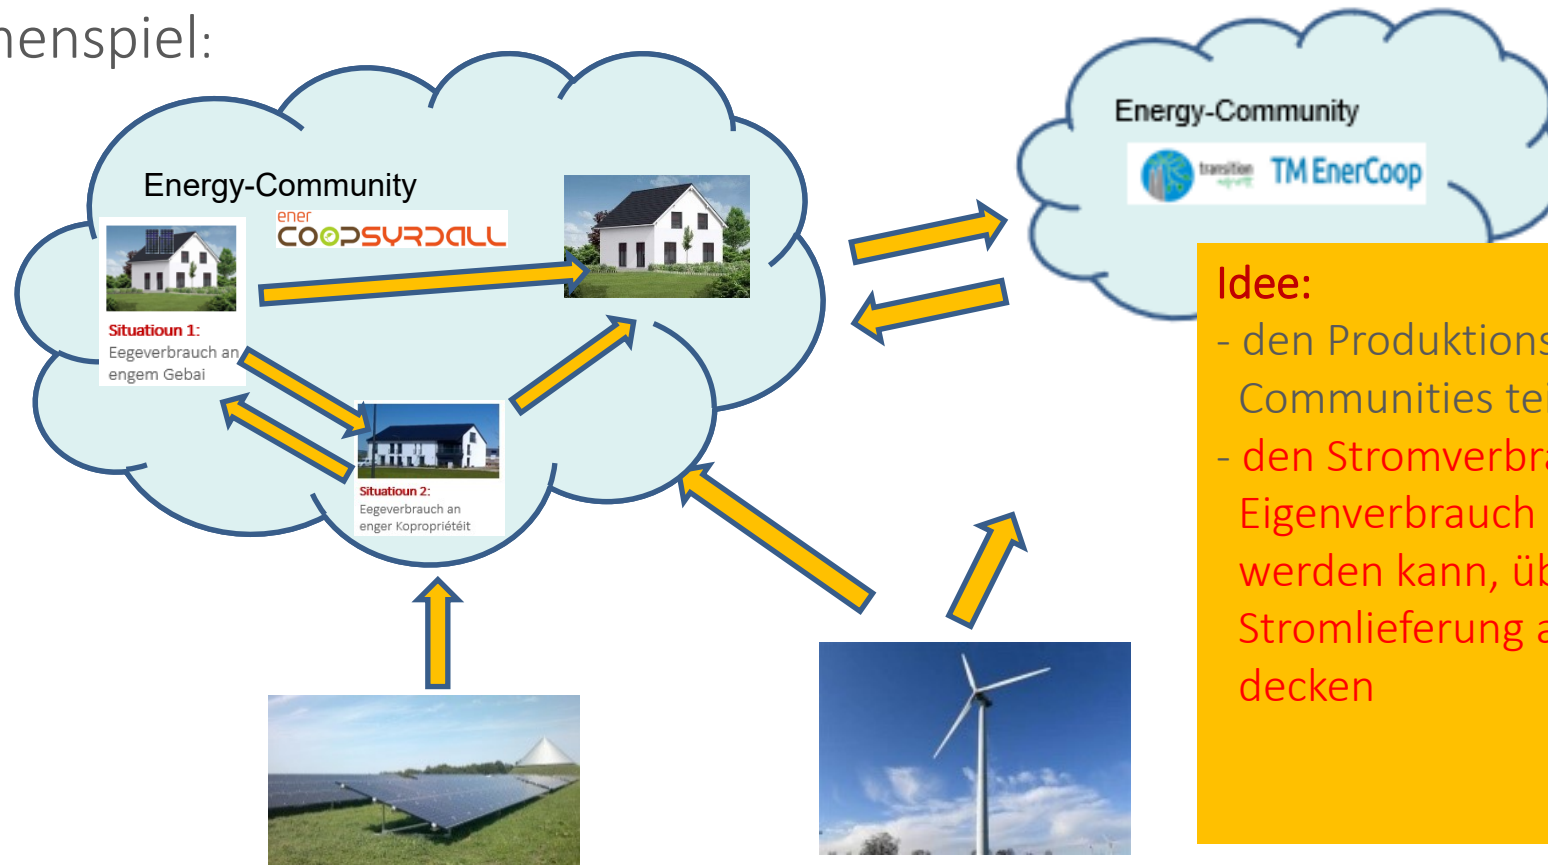 nenspiel:
Energy-Community
ener
COOPSYRDALL
Situatioun 1:
Eegeverbrauch an
engem Gebai
Situatioun 2:
Eegeverbrauch an
enger Kopropriétéit
Energy-Community
transition
TM EnerCoop
Idee:
- den Produktions
Communities tei
- den Stromverbra
Eigenverbrauch
werden kann, üb
Stromlieferung a
decken